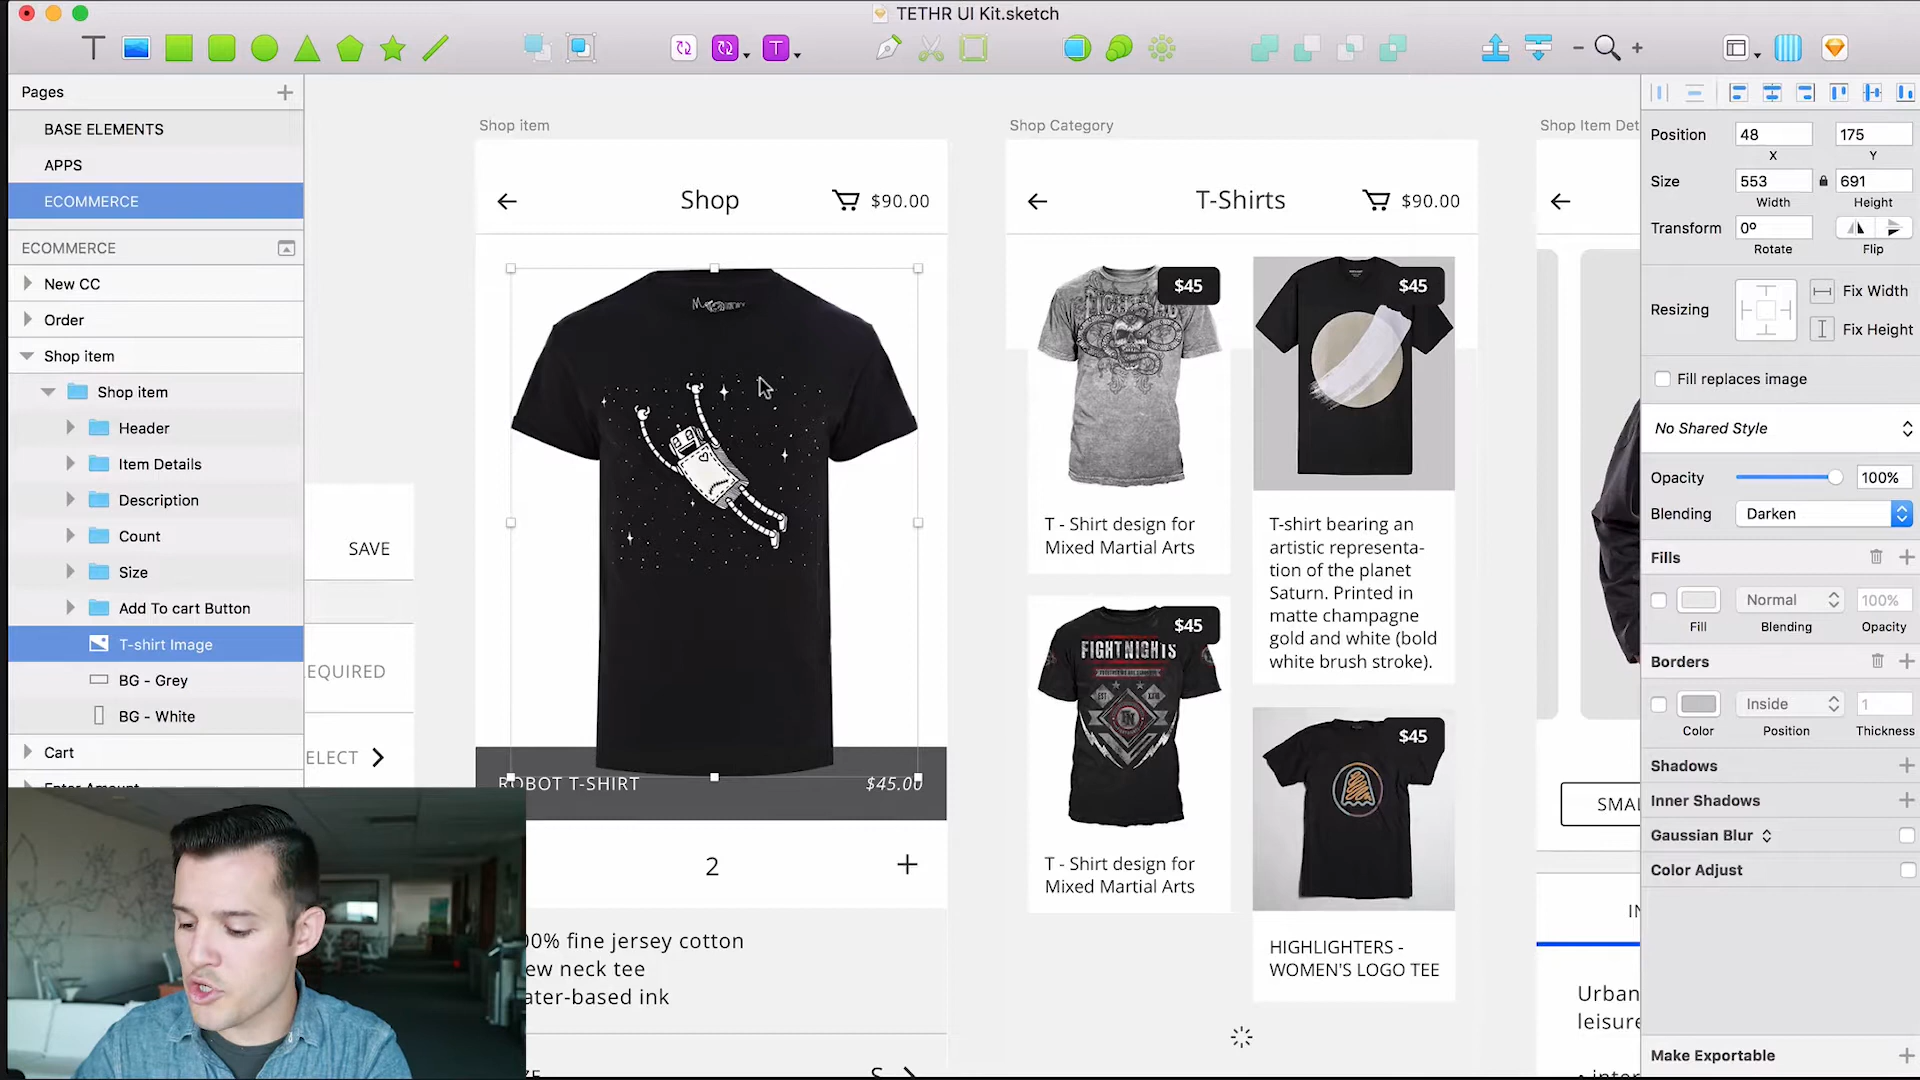 TETHR UI Kit.sketch
Pages
BASE ELEMENTS
APPS
ECOMMERCE
ECOMMERCE
New CC
Order
Shop item
Shop item
Header
Item Details
Description
Count
Size
Add To cart Button
T-shirt Image
BG - Grey
BG - White
Cart
SAVE
EQUIRED
ELECT
Shop item
Shop
$90.00
ROBOT T-SHIRT
$45.00
2
00% fine jersey cotton
ew neck tee
ater-based ink
S
Shop Category
T-Shirts
$90.00
$45
T - Shirt design for
Mixed Martial Arts
$45
T-shirt bearing an
artistic representa-
tion of the planet
Saturn. Printed in
matte champagne
gold and white (bold
white brush stroke).
$45
FIGHTNIGHTS
T - Shirt design for
Mixed Martial Arts
$45
HIGHLIGHTERS -
WOMEN'S LOGO TEE
Shop Item Det
SMAL
IN
Urban
leisure
Position
48
175
X
Y
Size
553
691
Width
Height
Transform
0º
Rotate
Flip
Resizing
Fix Width
Fix Height
Fill replaces image
No Shared Style
Opacity
100%
Blending
Darken
Fills
Normal
100%
Fill
Blending
Opacity
Borders
Inside
1
Color
Position
Thickness
Shadows
Inner Shadows
Gaussian Blur
Color Adjust
Make Exportable